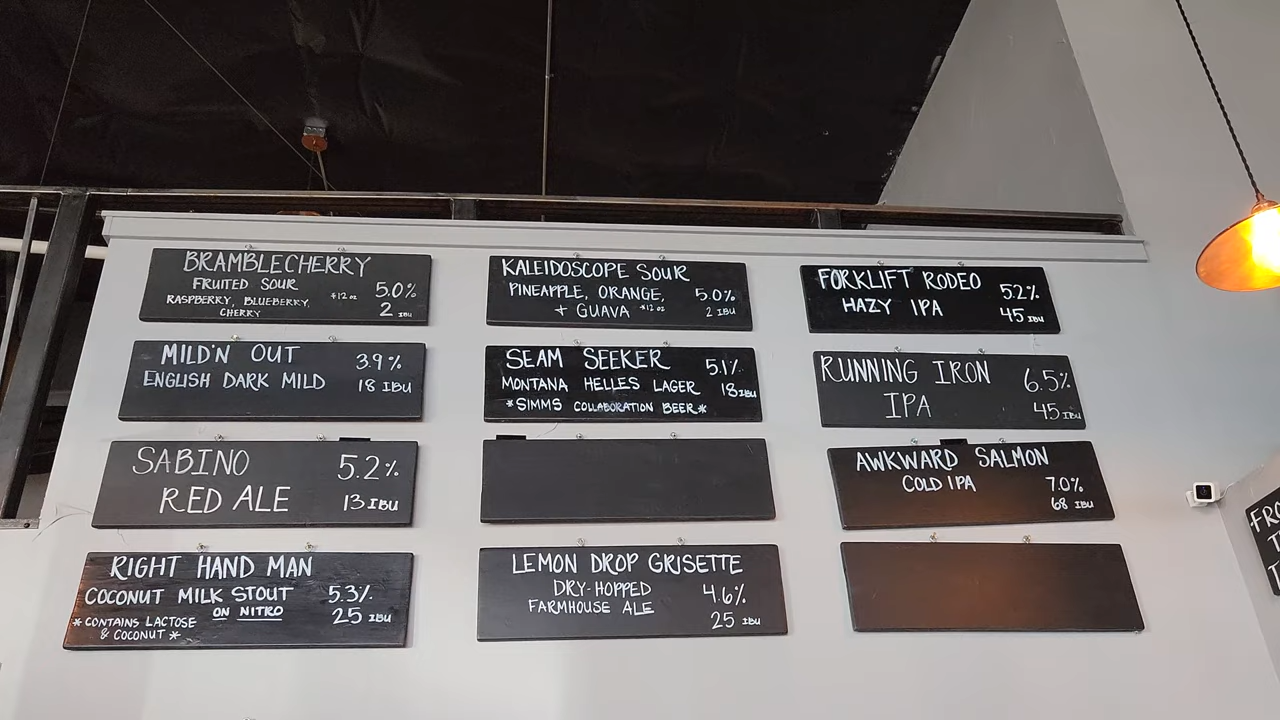 BRAMBLECHERRY
FRUITED SOUR
RASPBERRY, BLUEBERRY,
CHERRY
$12oz
5.0%
2 IBU
KALEIDOSCOPE SOUR
PINEAPPLE, ORANGE,
+ GUAVA
$12oz
5.0%
2 IBU
FORKLIFT RODEO
HAZY IPA
5.2%
45 IBU
MILD'N OUT
ENGLISH DARK MILD
3.9%
18 IBU
SEAM SEEKER
MONTANA HELLES LAGER
*SIMMS COLLABORATION BEER*
5.1%
18 IBU
RUNNING IRON
IPA
6.5%
45 IBU
SABINO
RED ALE
5.2%
13 IBU
AWKWARD SALMON
COLD IPA
7.0%
68 IBU
RIGHT HAND MAN
COCONUT MILK STOUT
ON NITRO
*CONTAINS LACTOSE
& COCONUT*
5.3%
25 IBU
LEMON DROP GRISETTE
DRY-HOPPED
FARMHOUSE ALE
4.6%
25 IBU